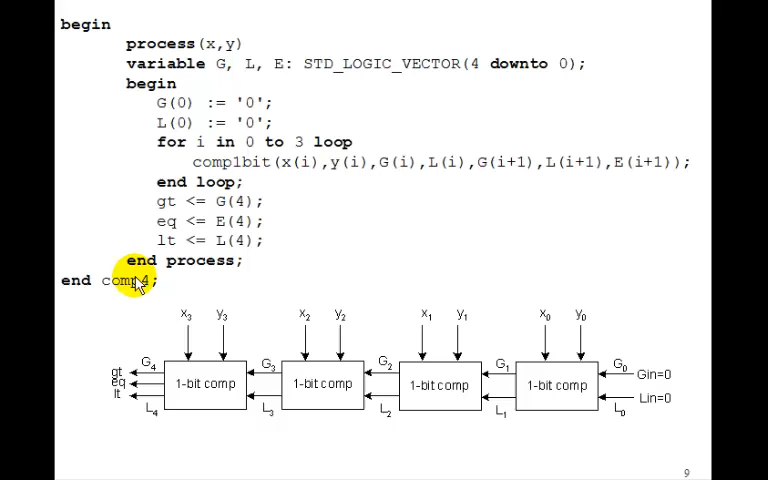 begin
process(x,y)
variable G, L, E: STD_LOGIC_VECTOR(4 downto 0);
begin
G(0) := '0';
L(0) := '0';
for i in 0 to 3 loop
comp1bit(x(i),y(i),G(i),L(i),G(i+1),L(i+1),E(i+1));
end loop;
gt <= G(4);
eq <= E(4);
lt <= L(4);
end process;
end comp4;
x3 y3 x2 y2 x1 y1 x0 y0
G4 G3 G2 G1 G0
gt Gin=0
eq 1-bit comp 1-bit comp 1-bit comp 1-bit comp
lt Lin=0
L4 L3 L2 L1 L0
9